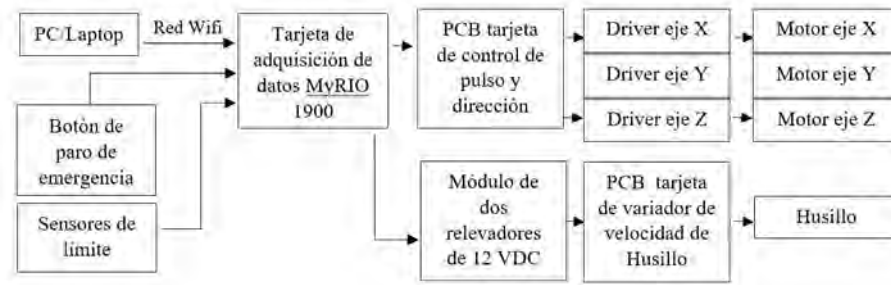 PC/Laptop
Red Wifi
Botón de
paro de
emergencia
Sensores de
límite
Tarjeta de
adquisición de
datos MyRIO
1900
PCB tarjeta
de control de
pulso y
dirección
Driver eje X
Driver eje Y
Driver eje Z
Motor eje X
Motor eje Y
Motor eje Z
Módulo de
dos
relevadores
de 12 VDC
PCB tarjeta
de variador de
velocidad de
Husillo
Husillo